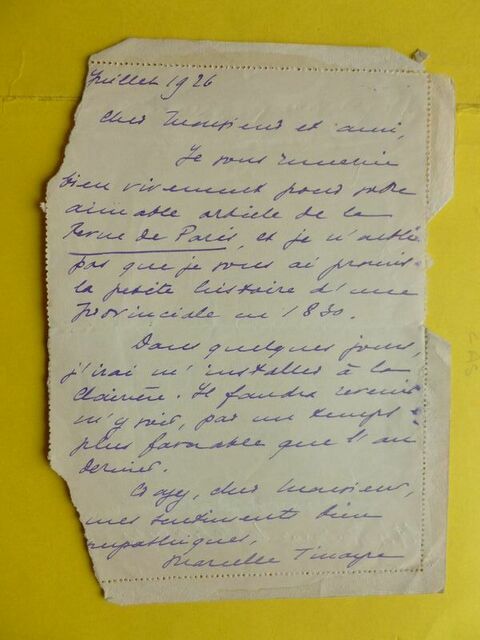 Juillet 1926
Cher Monsieur et ami,
Je vous remercie
bien vivement pour votre
aimable article de la
Revue de Paris, et je n'oublie
pas que je vous ai promis
la petite histoire d'une
Provinciale en 1830.
Dans quelques jours,
j'irai m'installer à la
Clairière. Il faudra revenir
m'y voir, par un temps
plus favorable que l'an
dernier.
Croyez, cher Monsieur,
mes sentiments bien
sympathiques,
Marcelle Tinayre
LAS